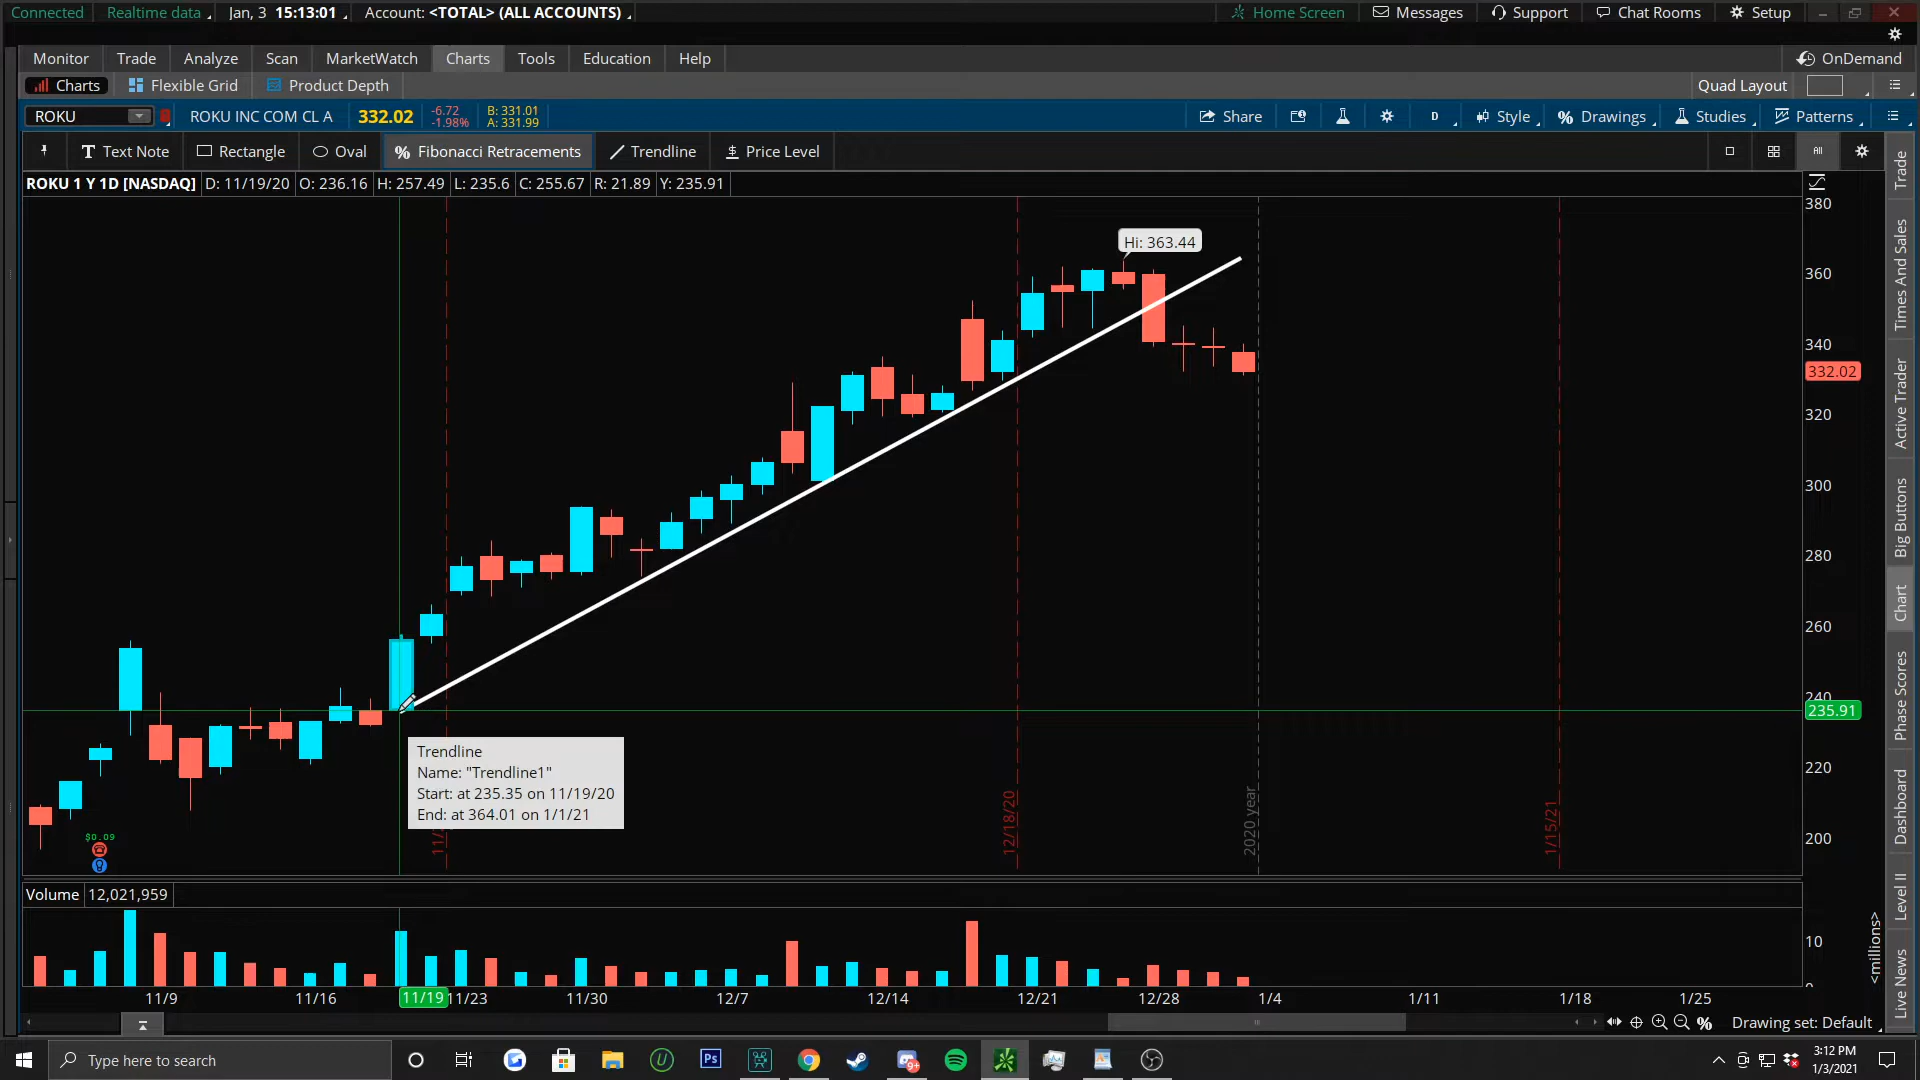 Connected Realtime data Jan, 3 15:13:01 Account: <TOTAL> (ALL ACCOUNTS) Home Screen Messages Support Chat Rooms Setup
Monitor Trade Analyze Scan MarketWatch Charts Tools Education Help OnDemand
Charts Flexible Grid Product Depth Quad Layout
ROKU ROKU INC COM CL A 332.02 -6.72 B: 331.01
-1.98% A: 331.99
Share D Style % Drawings Studies Patterns
T Text Note Rectangle Oval % Fibonacci Retracements Trendline $ Price Level All
ROKU 1 Y 1D [NASDAQ] D: 11/19/20 O: 236.16 H: 257.49 L: 235.6 C: 255.67 R: 21.89 Y: 235.91
380
Hi: 363.44
360
340
332.02
320
300
280
260
240
235.91
220
200
Trendline
Name: "Trendline1"
Start: at 235.35 on 11/19/20
End: at 364.01 on 1/1/21
12/18/20
2020 year
1/15/21
$0.09
Volume 12,021,959
10
<millions>
11/9 11/16 11/19 11/23 11/30 12/7 12/14 12/21 12/28 1/4 1/11 1/18 1/25
Drawing set: Default
Trade
Times And Sales
Active Trader
Big Buttons
Chart
Phase Scores
Dashboard
Level II
Live News
Type here to search
Ps
9+
3:12 PM
1/3/2021